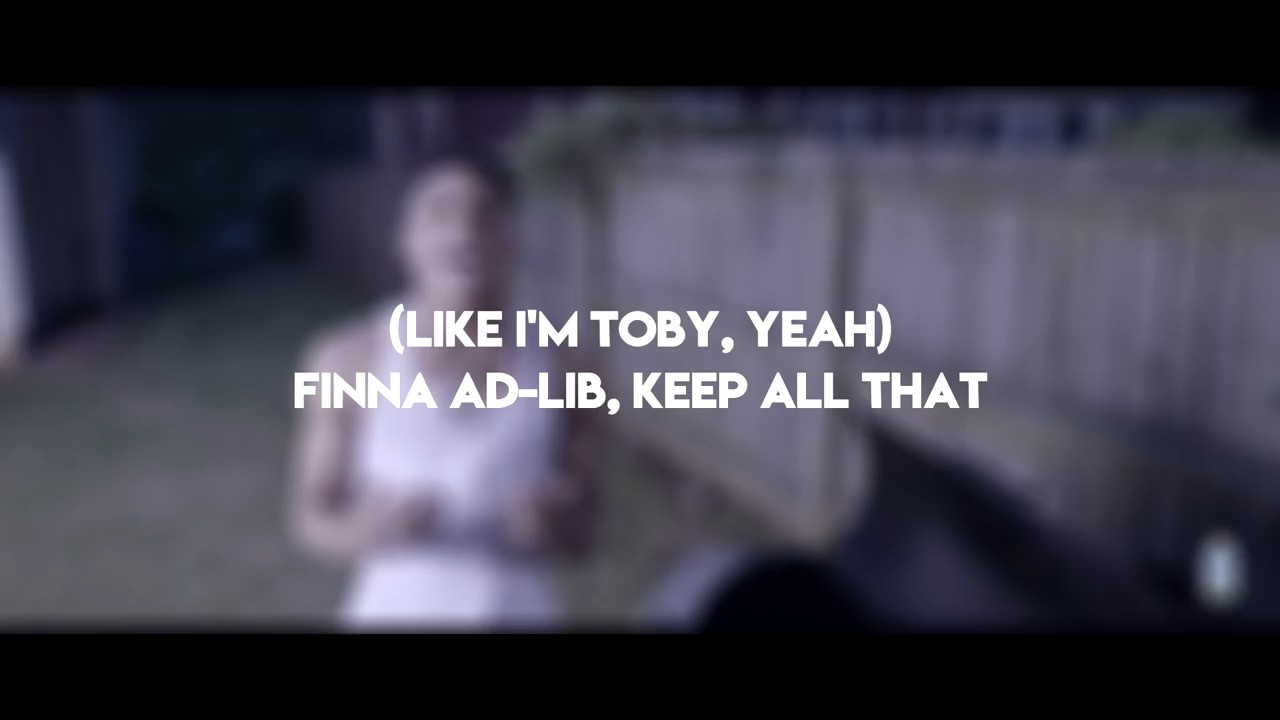 (LIKE I'M TOBY, YEAH)
FINNA AD-LIB, KEEP ALL THAT